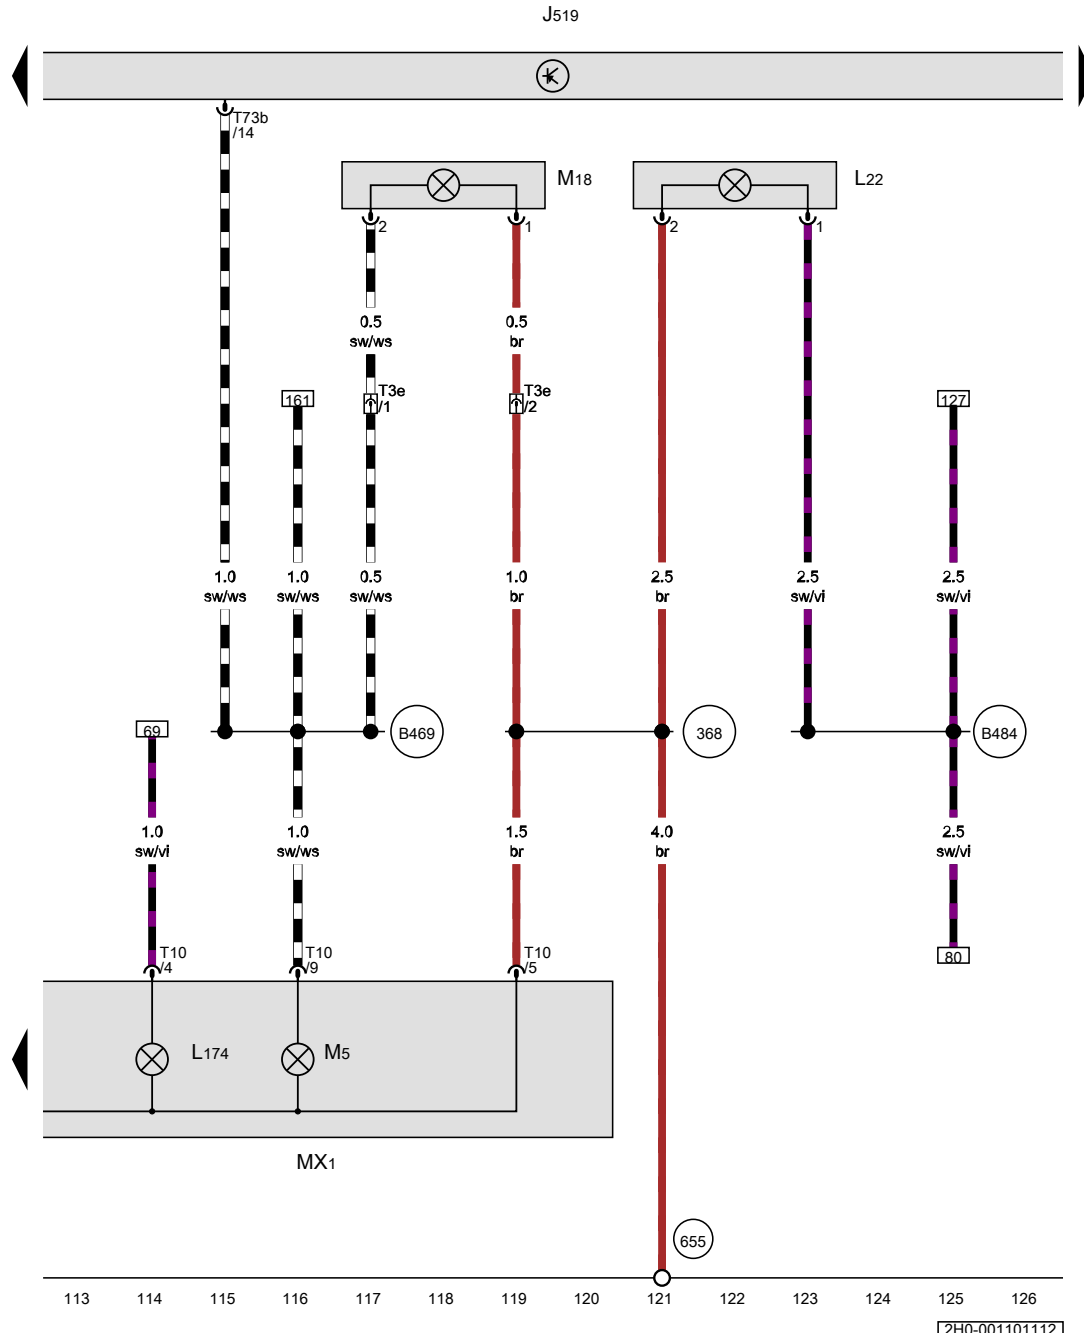 J519
T73b
/14
M18
L22
2
1
2
1
0.5
sw/ws
0.5
br
161
T3e
/1
T3e
/2
127
1.0
sw/ws
1.0
sw/ws
0.5
sw/ws
1.0
br
2.5
br
2.5
sw/vi
2.5
sw/vi
69
B469
368
B484
1.0
sw/vi
1.0
sw/ws
1.5
br
4.0
br
2.5
sw/vi
T10
/4
T10
/9
T10
/5
80
L174
M5
MX1
655
113 114 115 116 117 118 119 120 121 122 123 124 125 126
2H0-001101112